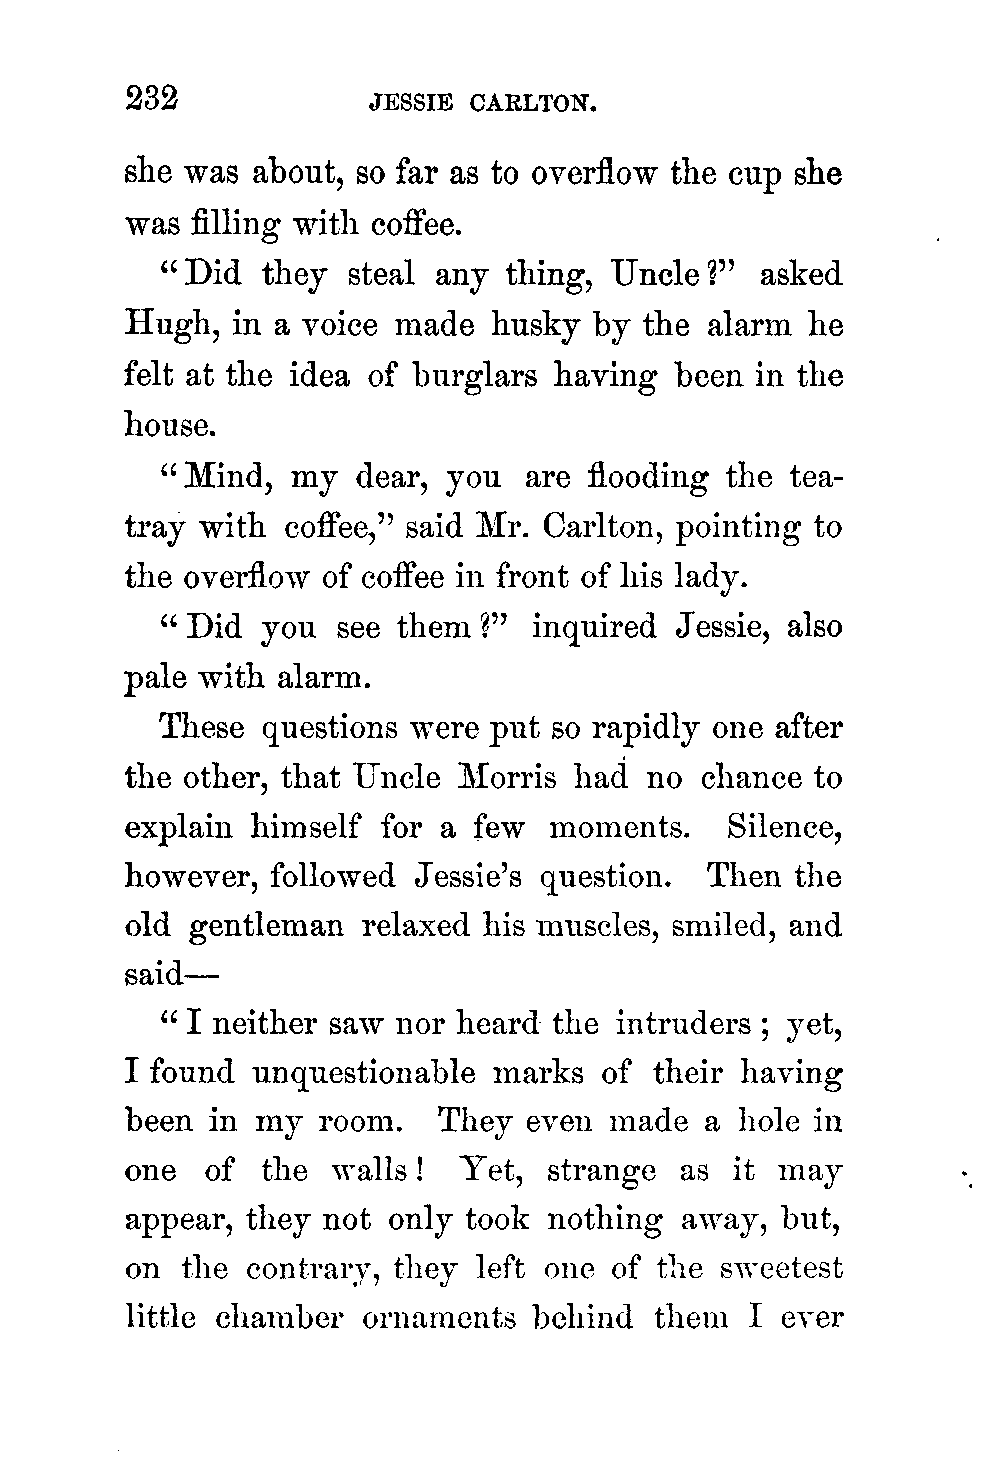 232 JESSIE CARLTON.
she was about, so far as to overflow the cup she
was filling with coffee.
"Did they steal any thing, Uncle?" asked
Hugh, in a voice made husky by the alarm he
felt at the idea of burglars having been in the
house.
"Mind, my dear, you are flooding the tea-
tray with coffee," said Mr. Carlton, pointing to
the overflow of coffee in front of his lady.
"Did you see them?" inquired Jessie, also
pale with alarm.
These questions were put so rapidly one after
the other, that Uncle Morris had no chance to
explain himself for a few moments. Silence,
however, followed Jessie's question. Then the
old gentleman relaxed his muscles, smiled, and
said—
"I neither saw nor heard the intruders; yet,
I found unquestionable marks of their having
been in my room. They even made a hole in
one of the walls! Yet, strange as it may
appear, they not only took nothing away, but,
on the contrary, they left one of the sweetest
little chamber ornaments behind them I ever